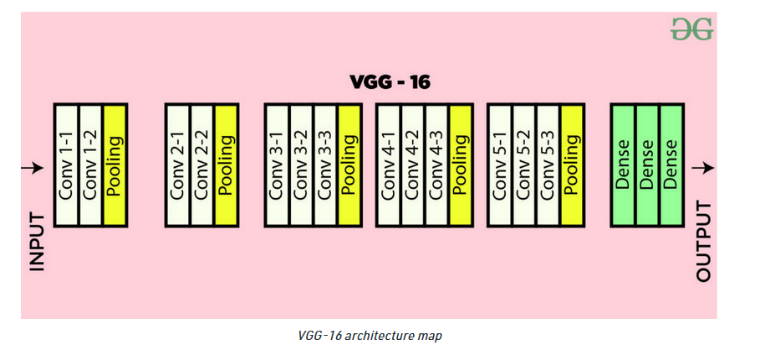 VGG - 16
INPUT
Conv 1-1
Conv 1-2
Pooling
Conv 2-1
Conv 2-2
Pooling
Conv 3-1
Conv 3-2
Conv 3-3
Pooling
Conv 4-1
Conv 4-2
Conv 4-3
Pooling
Conv 5-1
Conv 5-2
Conv 5-3
Pooling
Dense
Dense
Dense
OUTPUT
VGG-16 architecture map